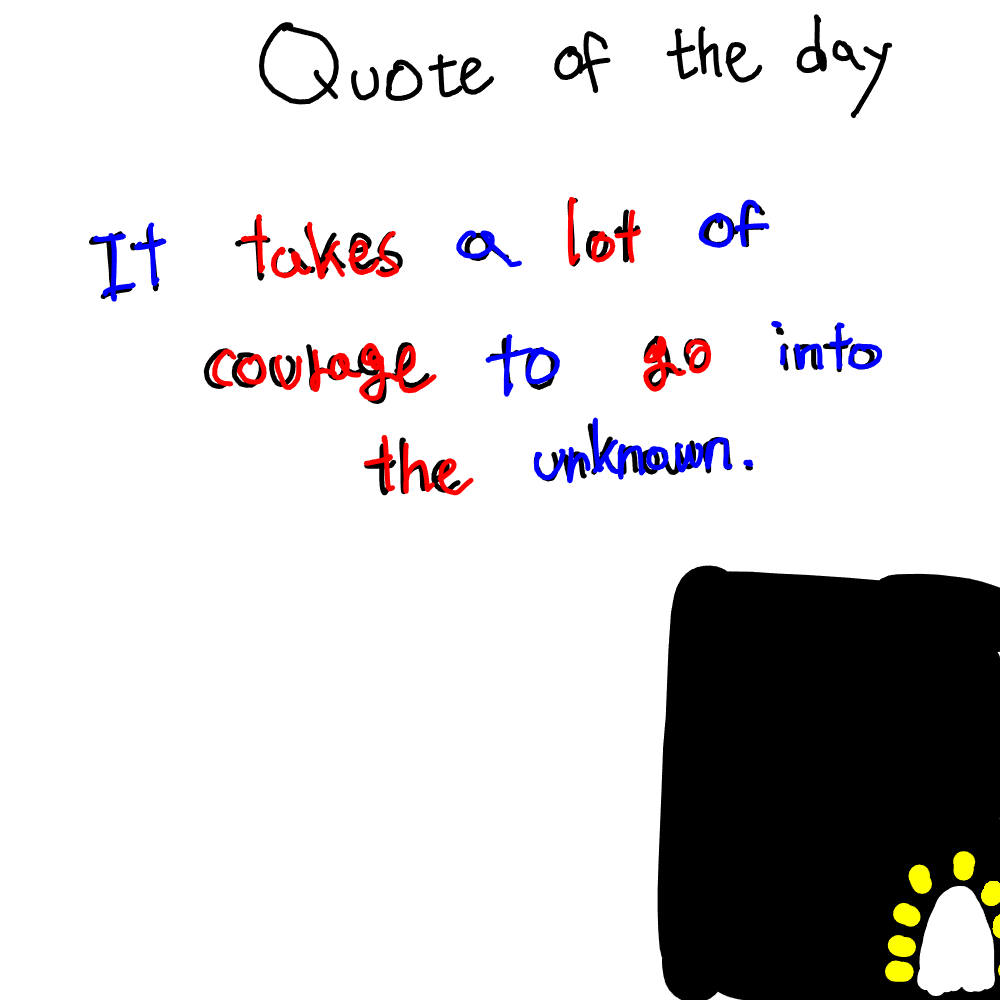 Quote of the day
It takes a lot of
courage to go into
the unknown.